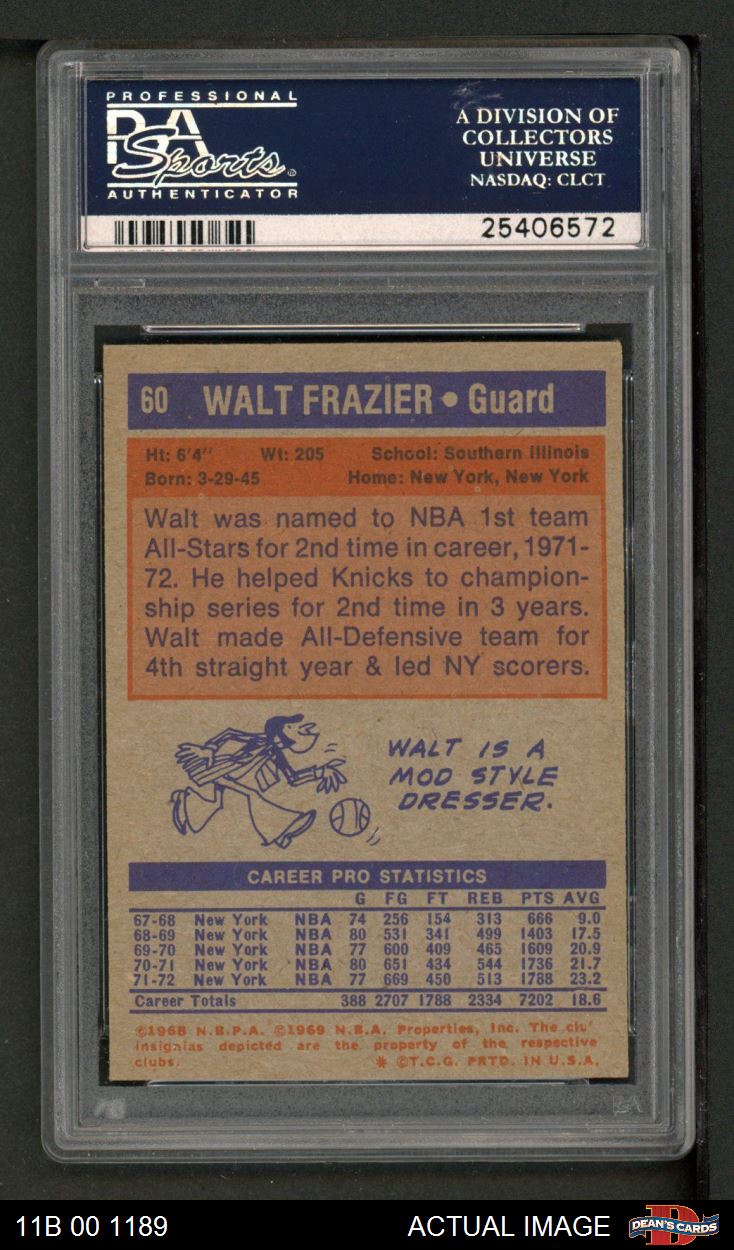 PROFESSIONAL
PSA
Sports
AUTHENTICATOR
A DIVISION OF
COLLECTORS
UNIVERSE
NASDAQ: CLCT
25406572
60 WALT FRAZIER • Guard
Ht: 6'4" Wt: 205 School: Southern Illinois
Born: 3-29-45 Home: New York, New York
Walt was named to NBA 1st team
All-Stars for 2nd time in career, 1971-
72. He helped Knicks to champion-
ship series for 2nd time in 3 years.
Walt made All-Defensive team for
4th straight year & led NY scorers.
WALT IS A
MOD STYLE
DRESSER.
CAREER PRO STATISTICS
G FG FT REB PTS AVG
67-68 New York NBA 74 256 154 313 666 9.0
68-69 New York NBA 80 531 341 499 1403 17.5
69-70 New York NBA 77 600 409 465 1609 20.9
70-71 New York NBA 80 651 434 544 1736 21.7
71-72 New York NBA 77 669 450 513 1788 23.2
Career Totals 388 2707 1788 2334 7202 18.6
©1968 N.B.P.A. ©1969 N.B.A. Properties, Inc. The clu'
insignias depicted are the property of the respective
clubs. * ©T.C.G. PRTD. IN U.S.A.
11B 00 1189 ACTUAL IMAGE DEAN'S CARDS